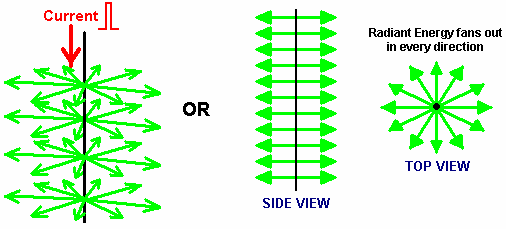 Current
OR
SIDE VIEW
Radiant Energy fans out
in every direction
TOP VIEW